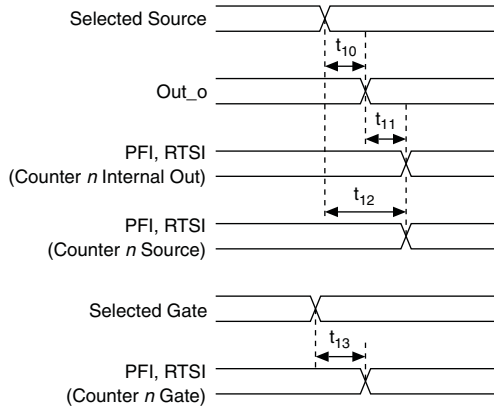 Selected Source
t10
Out_o
t11
PFI, RTSI
(Counter n Internal Out)
t12
PFI, RTSI
(Counter n Source)
Selected Gate
t13
PFI, RTSI
(Counter n Gate)